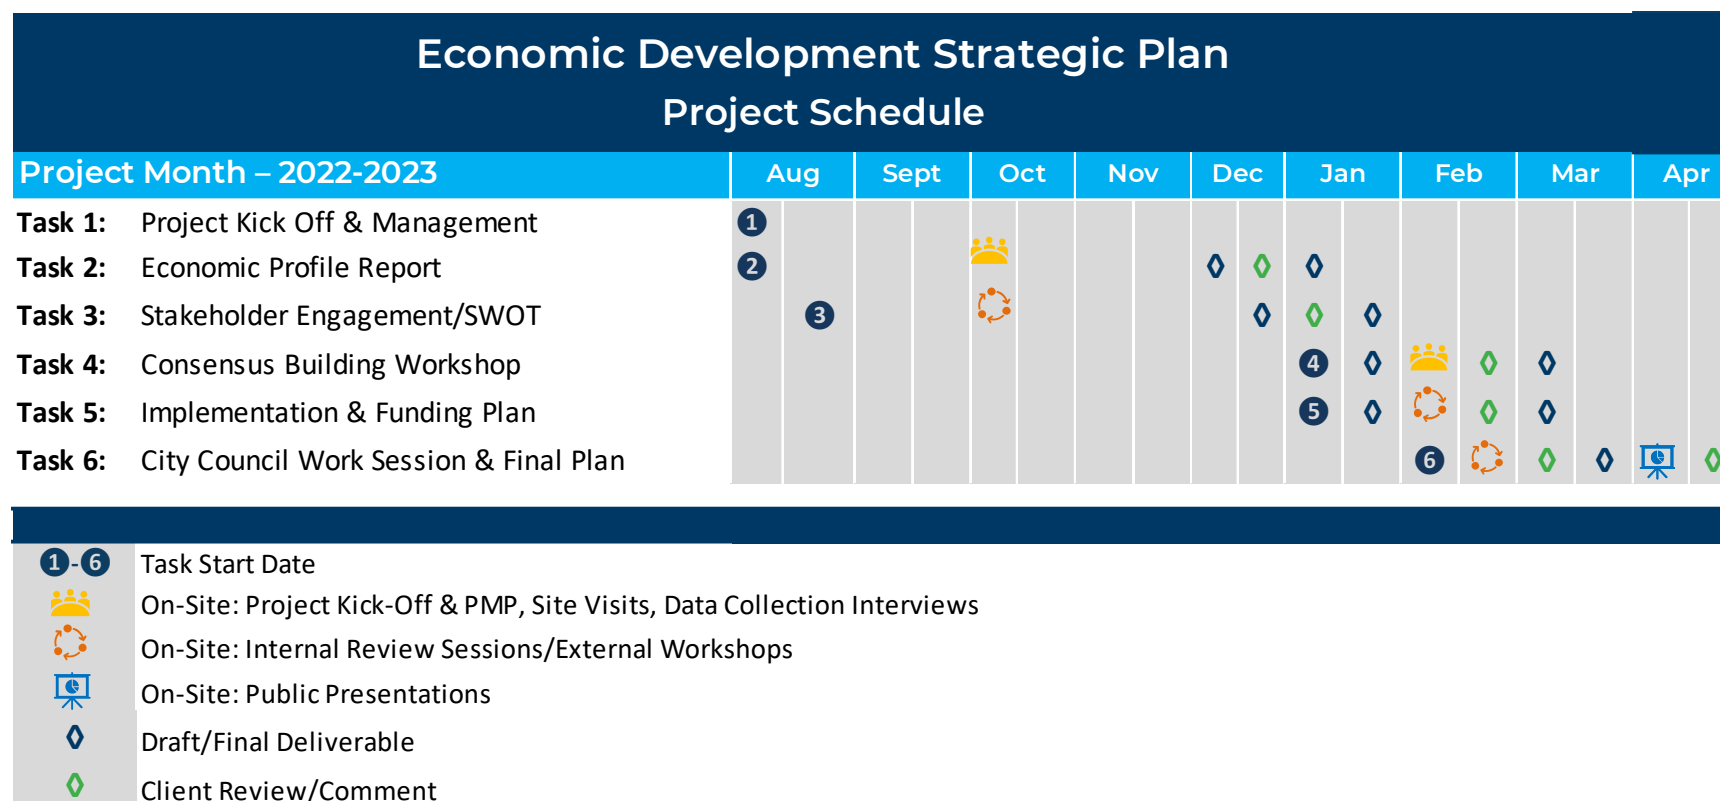 Economic Development Strategic Plan
Project Schedule
Project Month – 2022-2023 Aug Sept Oct Nov Dec Jan Feb Mar Apr
Task 1: Project Kick Off & Management 1
Task 2: Economic Profile Report 2
Task 3: Stakeholder Engagement/SWOT 3
Task 4: Consensus Building Workshop 4
Task 5: Implementation & Funding Plan 5
Task 6: City Council Work Session & Final Plan 6
1-6 Task Start Date
On-Site: Project Kick-Off & PMP, Site Visits, Data Collection Interviews
On-Site: Internal Review Sessions/External Workshops
On-Site: Public Presentations
Draft/Final Deliverable
Client Review/Comment